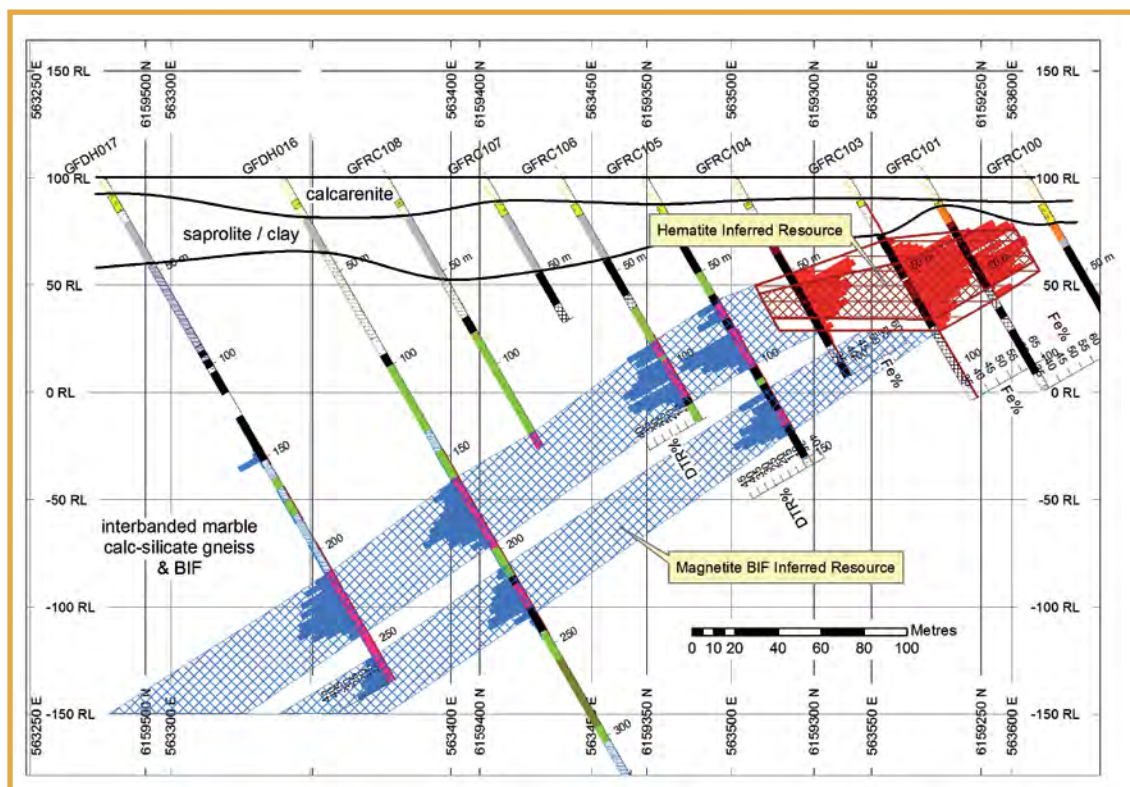 563250 E
6159500 N
563300 E
563400 E
6159400 N
563450 E
6159350 N
563500 E
6159300 N
563550 E
6159250 N
563600 E
150 RL
150 RL
GFDH017
GFDH016
GFRC108
GFRC107
GFRC106
GFRC105
GFRC104
GFRC103
GFRC101
GFRC100
100 RL
100 RL
calcarenite
saprolite / clay
Hematite Inferred Resource
50 m
50 m
50 m
50 m
50 m
50 m
50 m
50 m
50 RL
50 RL
100
100
100
100
100
Fe%
Fe%
Fe%
0 RL
0 RL
DTR%
DTR%
150
150
150
-50 RL
-50 RL
interbanded marble
calc-silicate gneiss
& BIF
200
200
Magnetite BIF Inferred Resource
-100 RL
-100 RL
250
250
Metres
0 10 20 40 60 80 100
300
-150 RL
-150 RL
563250 E
6159500 N
563300 E
563400 E
6159400 N
6159350 N
563500 E
6159300 N
563550 E
6159250 N
563600 E